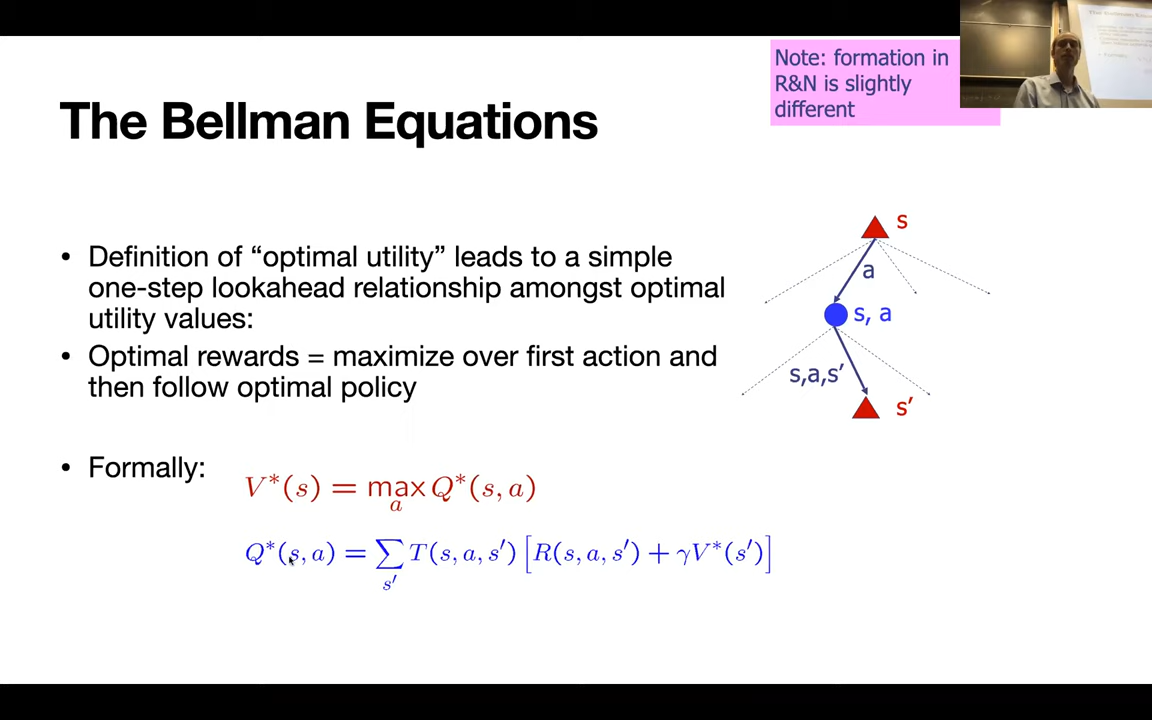 Note: formation in
R&N is slightly
different
The Bellman Equations
• Definition of “optimal utility” leads to a simple
one-step lookahead relationship amongst optimal
utility values:
• Optimal rewards = maximize over first action and
then follow optimal policy
• Formally:
V*(s) = max_a Q*(s, a)
Q*(s, a) = ∑_{s′} T(s, a, s′) [R(s, a, s′) + γV*(s′)]
s
a
s, a
s,a,s’
s’